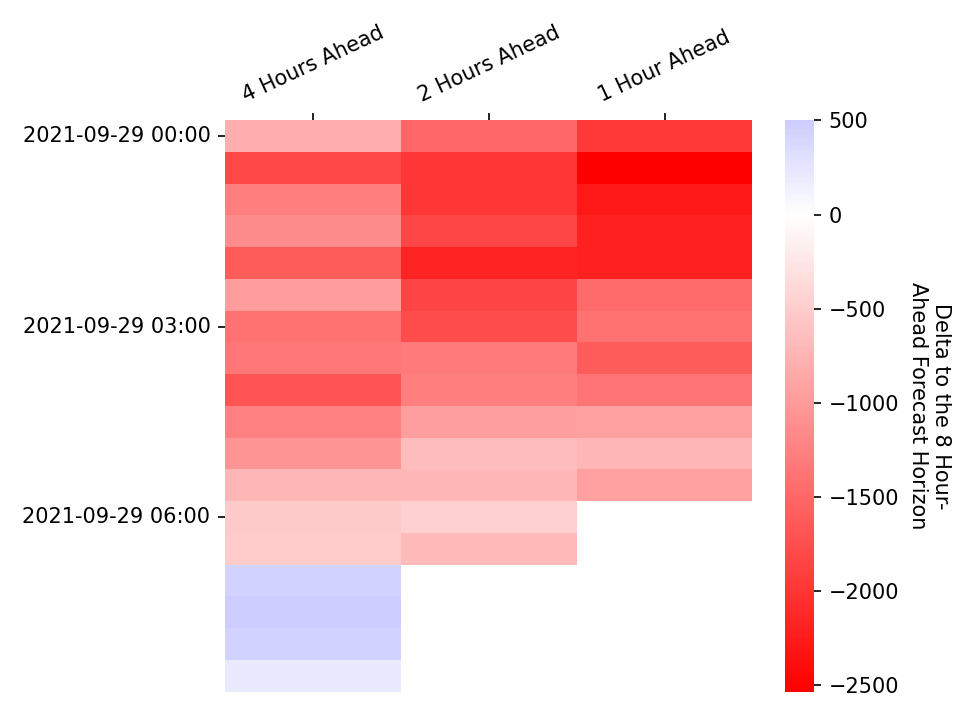 4 Hours Ahead
2 Hours Ahead
1 Hour Ahead
2021-09-29 00:00
2021-09-29 03:00
2021-09-29 06:00
500
0
−500
−1000
−1500
−2000
−2500
Delta to the 8 Hour-
Ahead Forecast Horizon